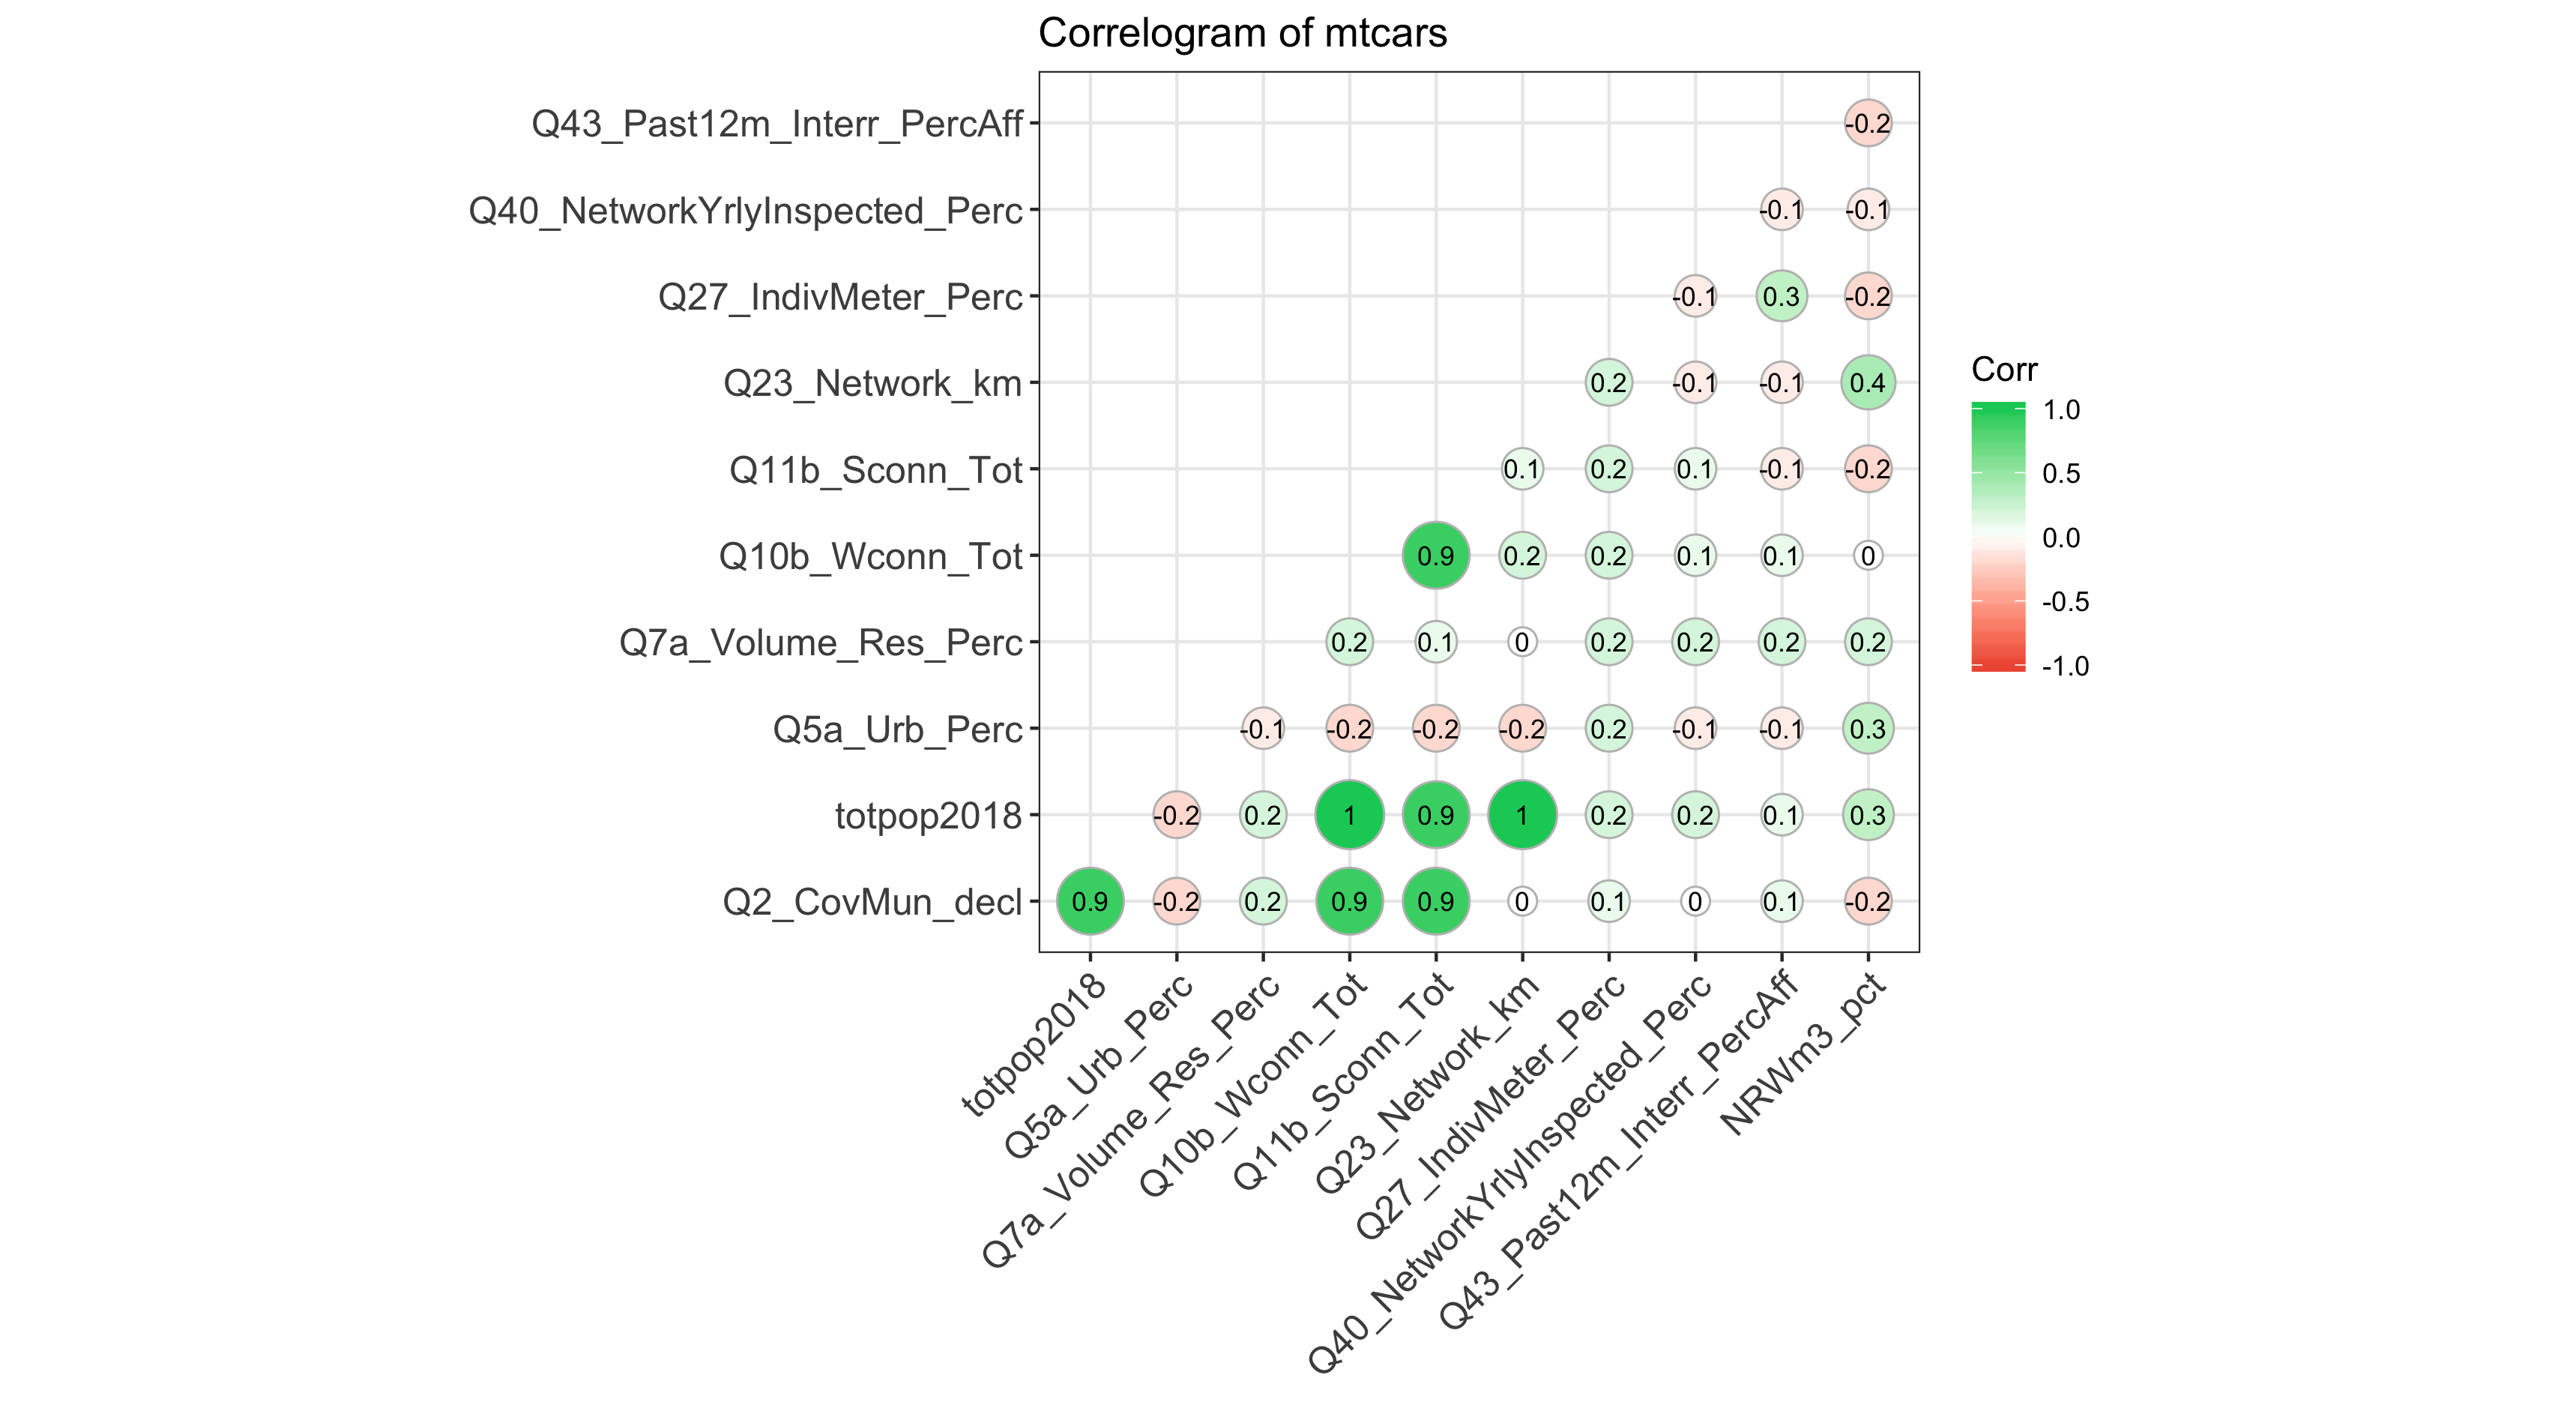 Correlogram of mtcars
Q43_Past12m_Interr_PercAff -0.2
Q40_NetworkYrlyInspected_Perc -0.1 -0.1
Q27_IndivMeter_Perc -0.1 0.3 -0.2
Q23_Network_km 0.2 -0.1 -0.1 0.4
Q11b_Sconn_Tot 0.1 0.2 0.1 -0.1 -0.2
Q10b_Wconn_Tot 0.9 0.2 0.2 0.1 0.1 0
Q7a_Volume_Res_Perc 0.2 0.1 0 0.2 0.2 0.2 0.2
Q5a_Urb_Perc -0.1 -0.2 -0.2 -0.2 0.2 -0.1 -0.1 0.3
totpop2018 -0.2 0.2 1 0.9 1 0.2 0.2 0.1 0.3
Q2_CovMun_decl 0.9 -0.2 0.2 0.9 0.9 0 0.1 0 0.1 -0.2
totpop2018
Q5a_Urb_Perc
Q7a_Volume_Res_Perc
Q10b_Wconn_Tot
Q11b_Sconn_Tot
Q23_Network_km
Q27_IndivMeter_Perc
Q40_NetworkYrlyInspected_Perc
Q43_Past12m_Interr_PercAff
NRWm3_pct
Corr
1.0
0.5
0.0
-0.5
-1.0